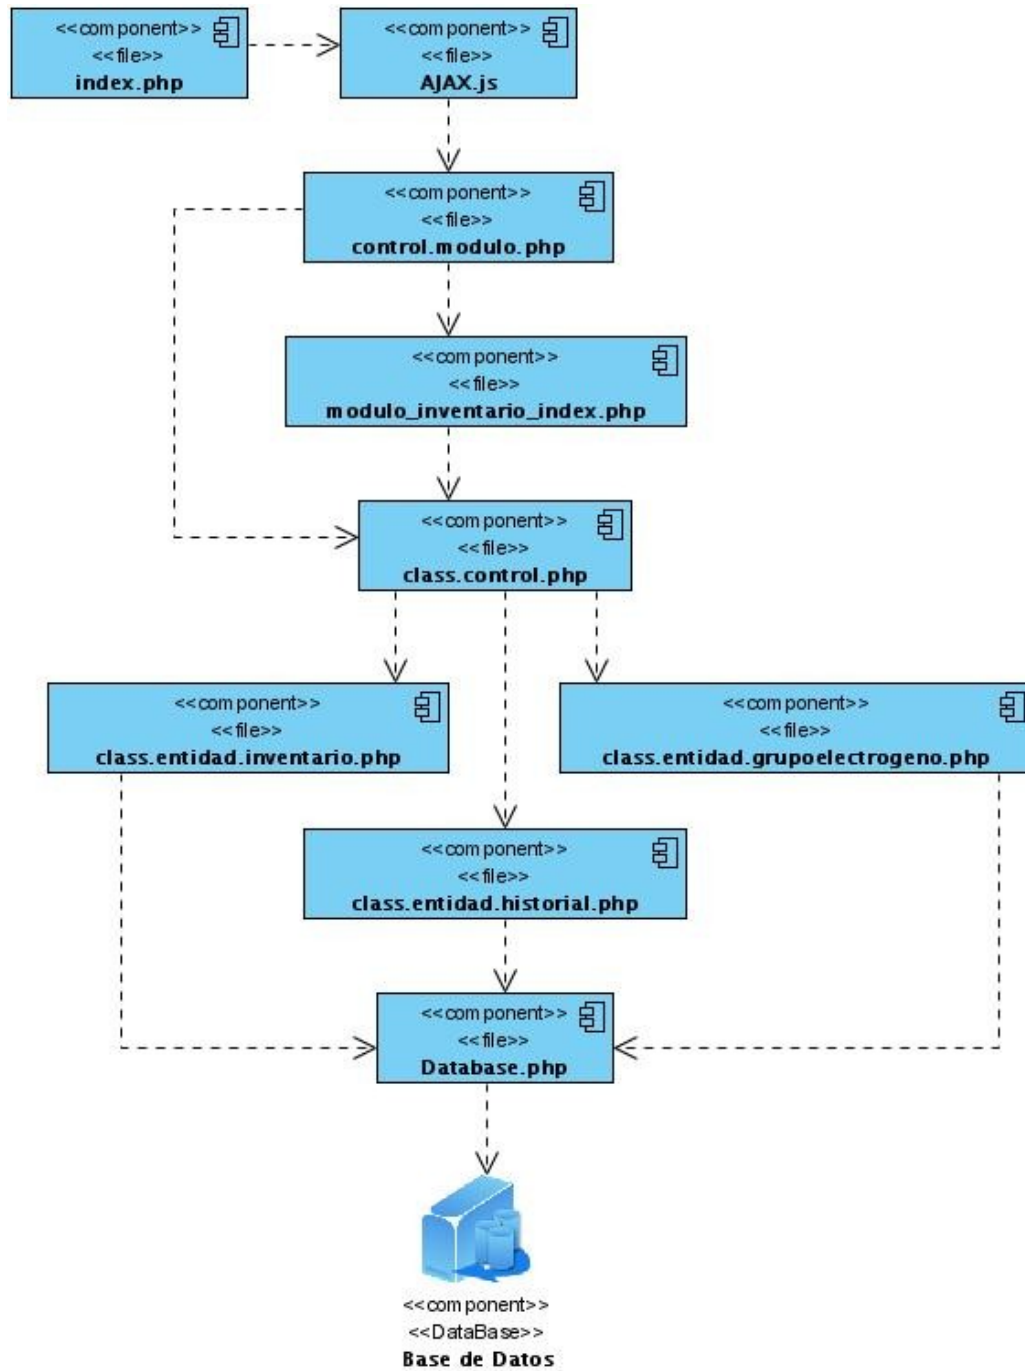 <<component>>
<<file>>
index.php
<<component>>
<<file>>
AJAX.js
<<component>>
<<file>>
control.modulo.php
<<component>>
<<file>>
modulo_inventario_index.php
<<component>>
<<file>>
class.control.php
<<component>>
<<file>>
class.entidad.inventario.php
<<component>>
<<file>>
class.entidad.grupoelectrogeno.php
<<component>>
<<file>>
class.entidad.historial.php
<<component>>
<<file>>
Database.php
<<component>>
<<DataBase>>
Base de Datos